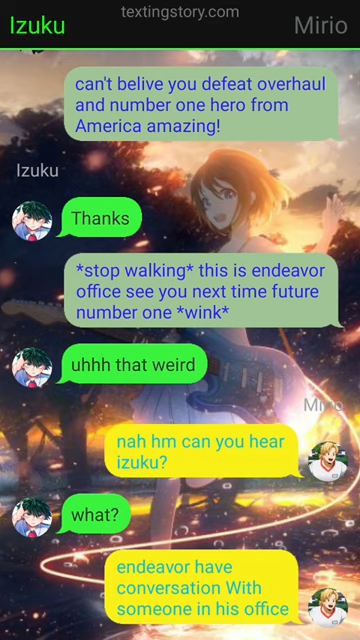 textingstory.com
Izuku
Mirio
can't belive you defeat overhaul
and number one hero from
America amazing!
Izuku
Thanks
*stop walking* this is endeavor
office see you next time future
number one *wink*
uhhh that weird
Mirio
nah hm can you hear
izuku?
what?
endeavor have
conversation With
someone in his office